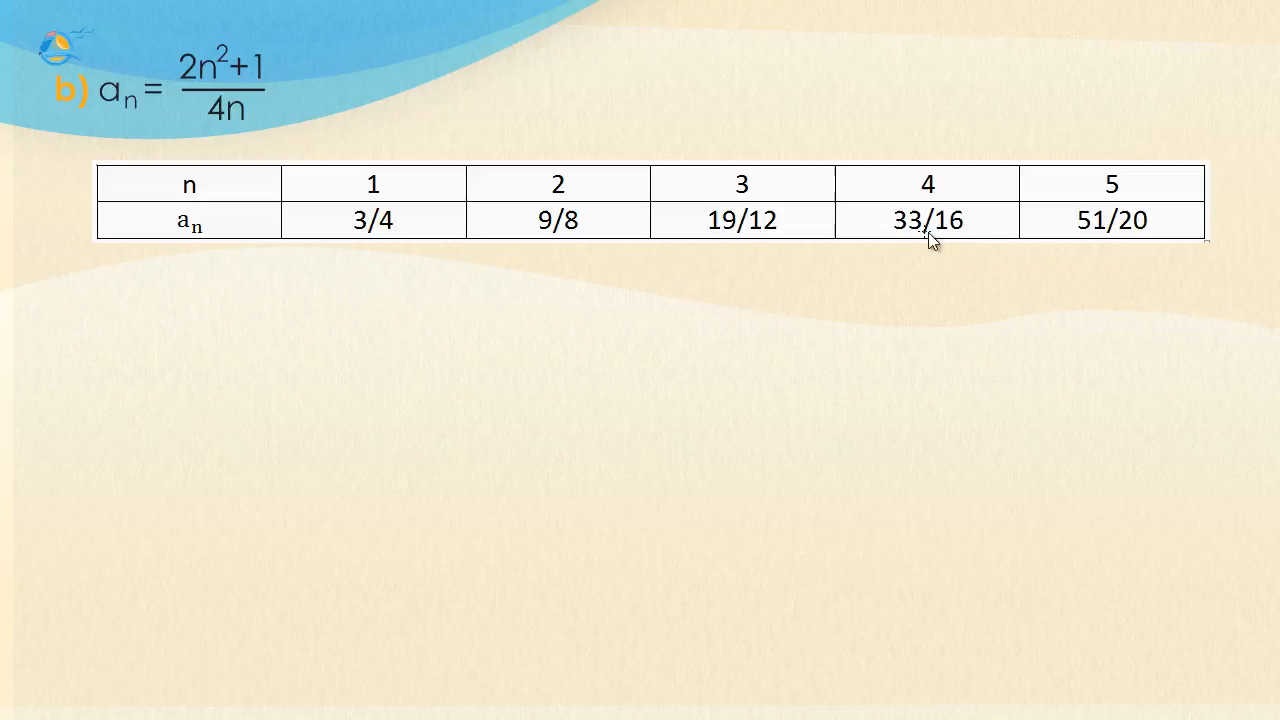 b) aₙ = (2n²+1)/(4n)
n 1 2 3 4 5
aₙ 3/4 9/8 19/12 33/16 51/20